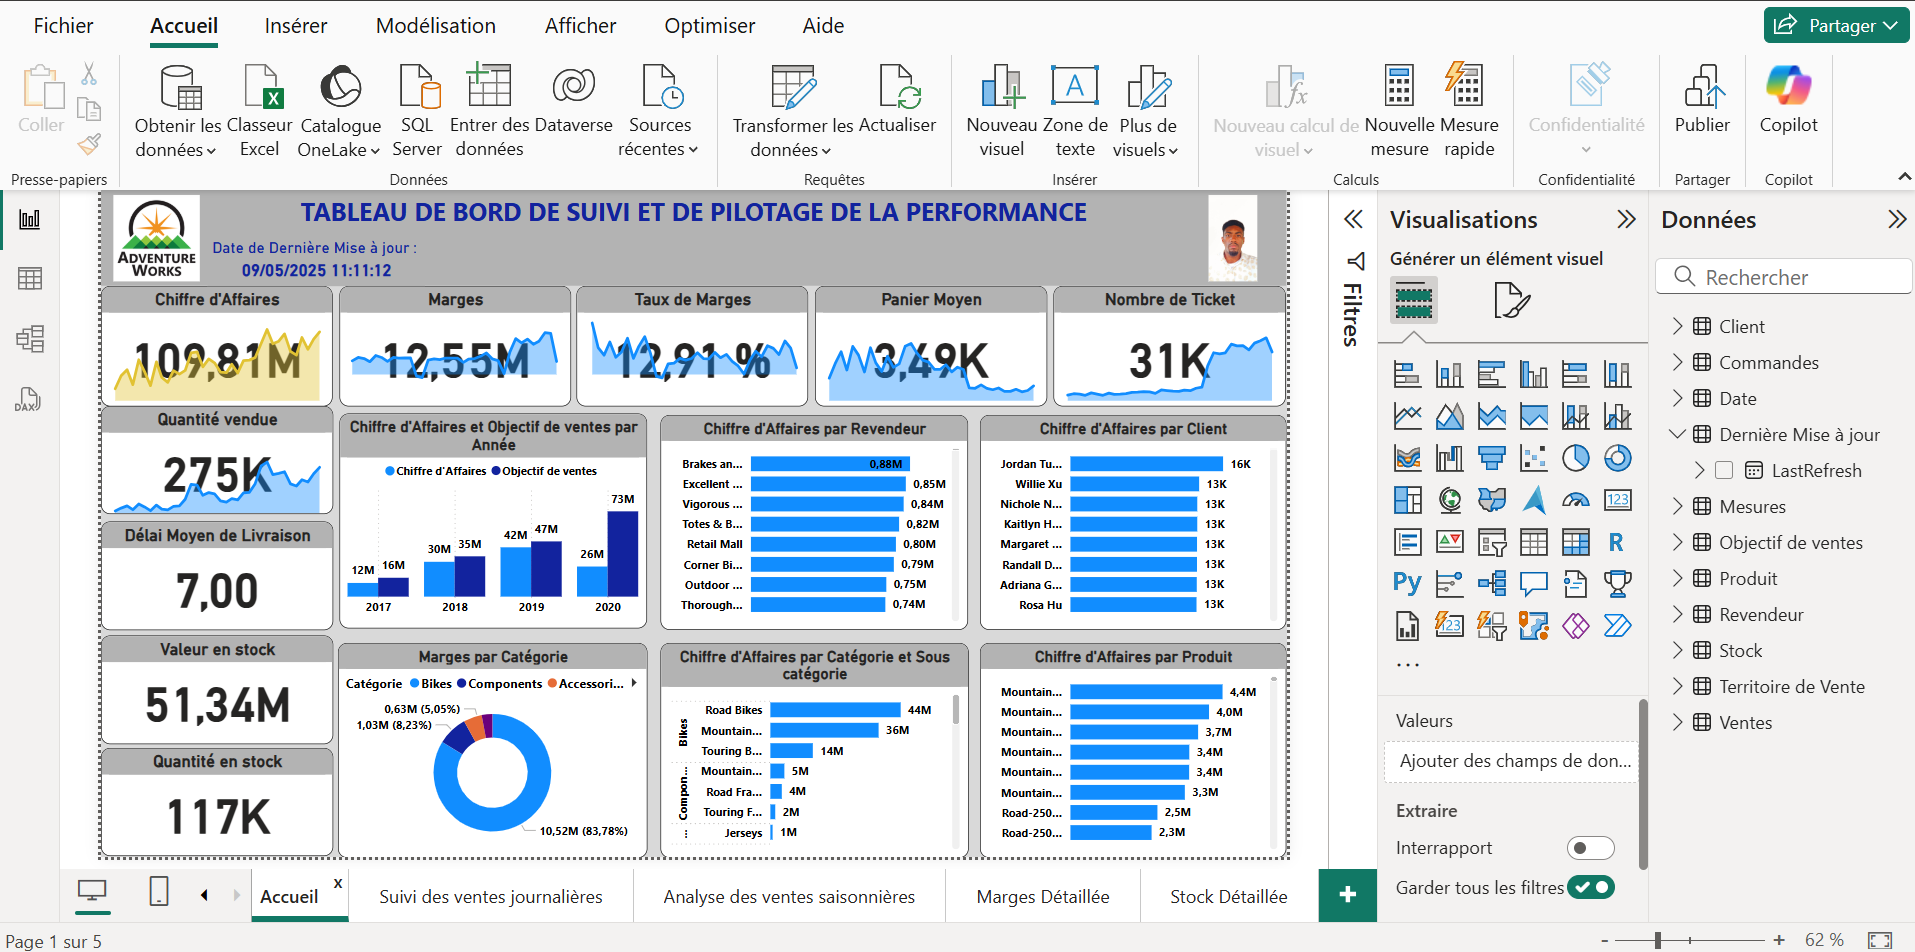 Fichier
Accueil
Insérer
Modélisation
Afficher
Optimiser
Aide
Partager
Coller
Obtenir les données
Classeur Excel
Catalogue OneLake
SQL Server
Entrer des données
Dataverse
Sources récentes
Transformer les données
Actualiser
Nouveau visuel
Zone de texte
Plus de visuels
Nouveau calcul de visuel
Nouvelle mesure
Mesure rapide
Confidentialité
Publier
Copilot
Presse-papiers
Données
Requêtes
Insérer
Calculs
Confidentialité
Partager
Copilot
ADVENTURE
WORKS
TABLEAU DE BORD DE SUIVI ET DE PILOTAGE DE LA PERFORMANCE
Date de Dernière Mise à jour :
09/05/2025 11:11:12
Chiffre d'Affaires
109,81M
Marges
12,55M
Taux de Marges
12,91 %
Panier Moyen
3,49K
Nombre de Ticket
31K
Quantité vendue
275K
Délai Moyen de Livraison
7,00
Valeur en stock
51,34M
Quantité en stock
117K
Chiffre d'Affaires et Objectif de ventes par
Année
Chiffre d'Affaires
Objectif de ventes
12M
16M
30M
35M
42M
47M
26M
73M
2017
2018
2019
2020
Chiffre d'Affaires par Revendeur
Brakes an... 0,88M
Excellent ... 0,85M
Vigorous ... 0,84M
Totes & B... 0,82M
Retail Mall 0,80M
Corner Bi... 0,79M
Outdoor ... 0,75M
Thorough... 0,74M
Chiffre d'Affaires par Client
Jordan Tu... 16K
Willie Xu 13K
Nichole N... 13K
Kaitlyn H... 13K
Margaret ... 13K
Randall D... 13K
Adriana G... 13K
Rosa Hu 13K
Marges par Catégorie
Catégorie Bikes Components Accessori...
0,63M (5,05%)
1,03M (8,23%)
10,52M (83,78%)
Chiffre d'Affaires par Catégorie et Sous
catégorie
Bikes
Road Bikes 44M
Mountain... 36M
Touring B... 14M
Compon...
Mountain... 5M
Road Fra... 4M
Touring F... 2M
...
Jerseys 1M
Chiffre d'Affaires par Produit
Mountain... 4,4M
Mountain... 4,0M
Mountain... 3,7M
Mountain... 3,4M
Mountain... 3,4M
Mountain... 3,3M
Road-250... 2,5M
Road-250... 2,3M
Filtres
Visualisations
Générer un élément visuel
123
R
Py
123
...
Valeurs
Ajouter des champs de don...
Extraire
Interrapport
Garder tous les filtres
Données
Rechercher
Client
Commandes
Date
Dernière Mise à jour
LastRefresh
Mesures
Objectif de ventes
Produit
Revendeur
Stock
Territoire de Vente
Ventes
DAX
Accueil
x
Suivi des ventes journalières
Analyse des ventes saisonnières
Marges Détaillée
Stock Détaillée
+
Page 1 sur 5
- + 62 %